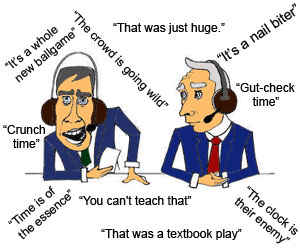 "It's a whole
new ballgame"
"The crowd is going wild"
"That was just huge."
"It's a nail biter"
"Gut-check
time"
"Crunch
time"
"Time is of
the essence"
"You can't teach that"
"The clock is
their enemy"
"That was a textbook play"